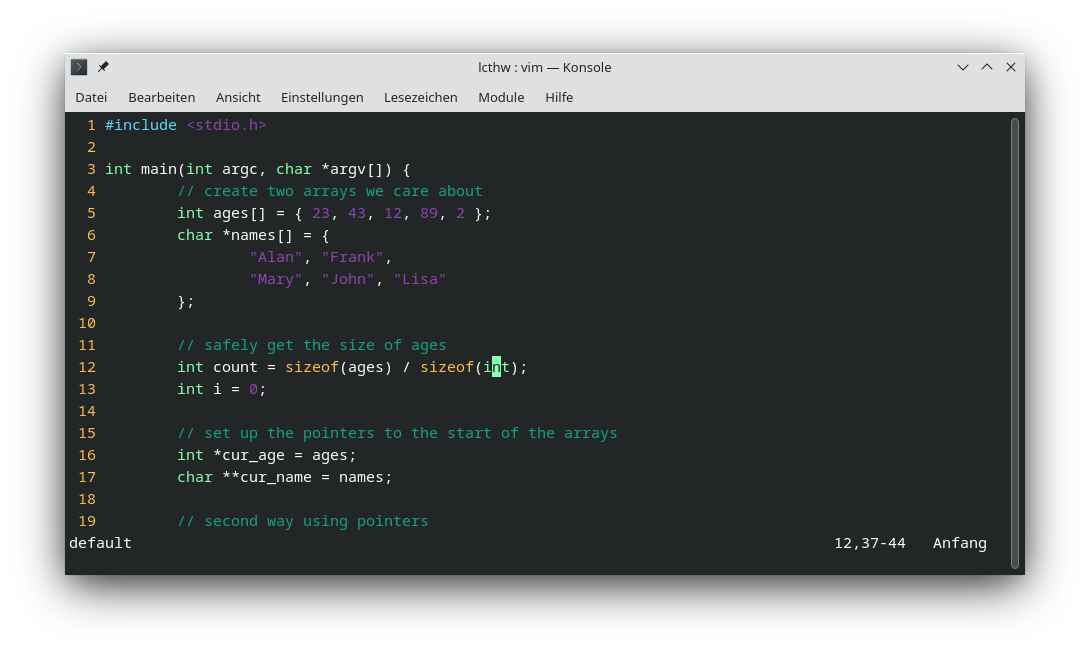 lcthw : vim — Konsole
Datei Bearbeiten Ansicht Einstellungen Lesezeichen Module Hilfe
1 #include <stdio.h>
2
3 int main(int argc, char *argv[]) {
4         // create two arrays we care about
5         int ages[] = { 23, 43, 12, 89, 2 };
6         char *names[] = {
7                 "Alan", "Frank",
8                 "Mary", "John", "Lisa"
9         };
10
11         // safely get the size of ages
12         int count = sizeof(ages) / sizeof(int);
13         int i = 0;
14
15         // set up the pointers to the start of the arrays
16         int *cur_age = ages;
17         char **cur_name = names;
18
19         // second way using pointers
default 12,37-44 Anfang